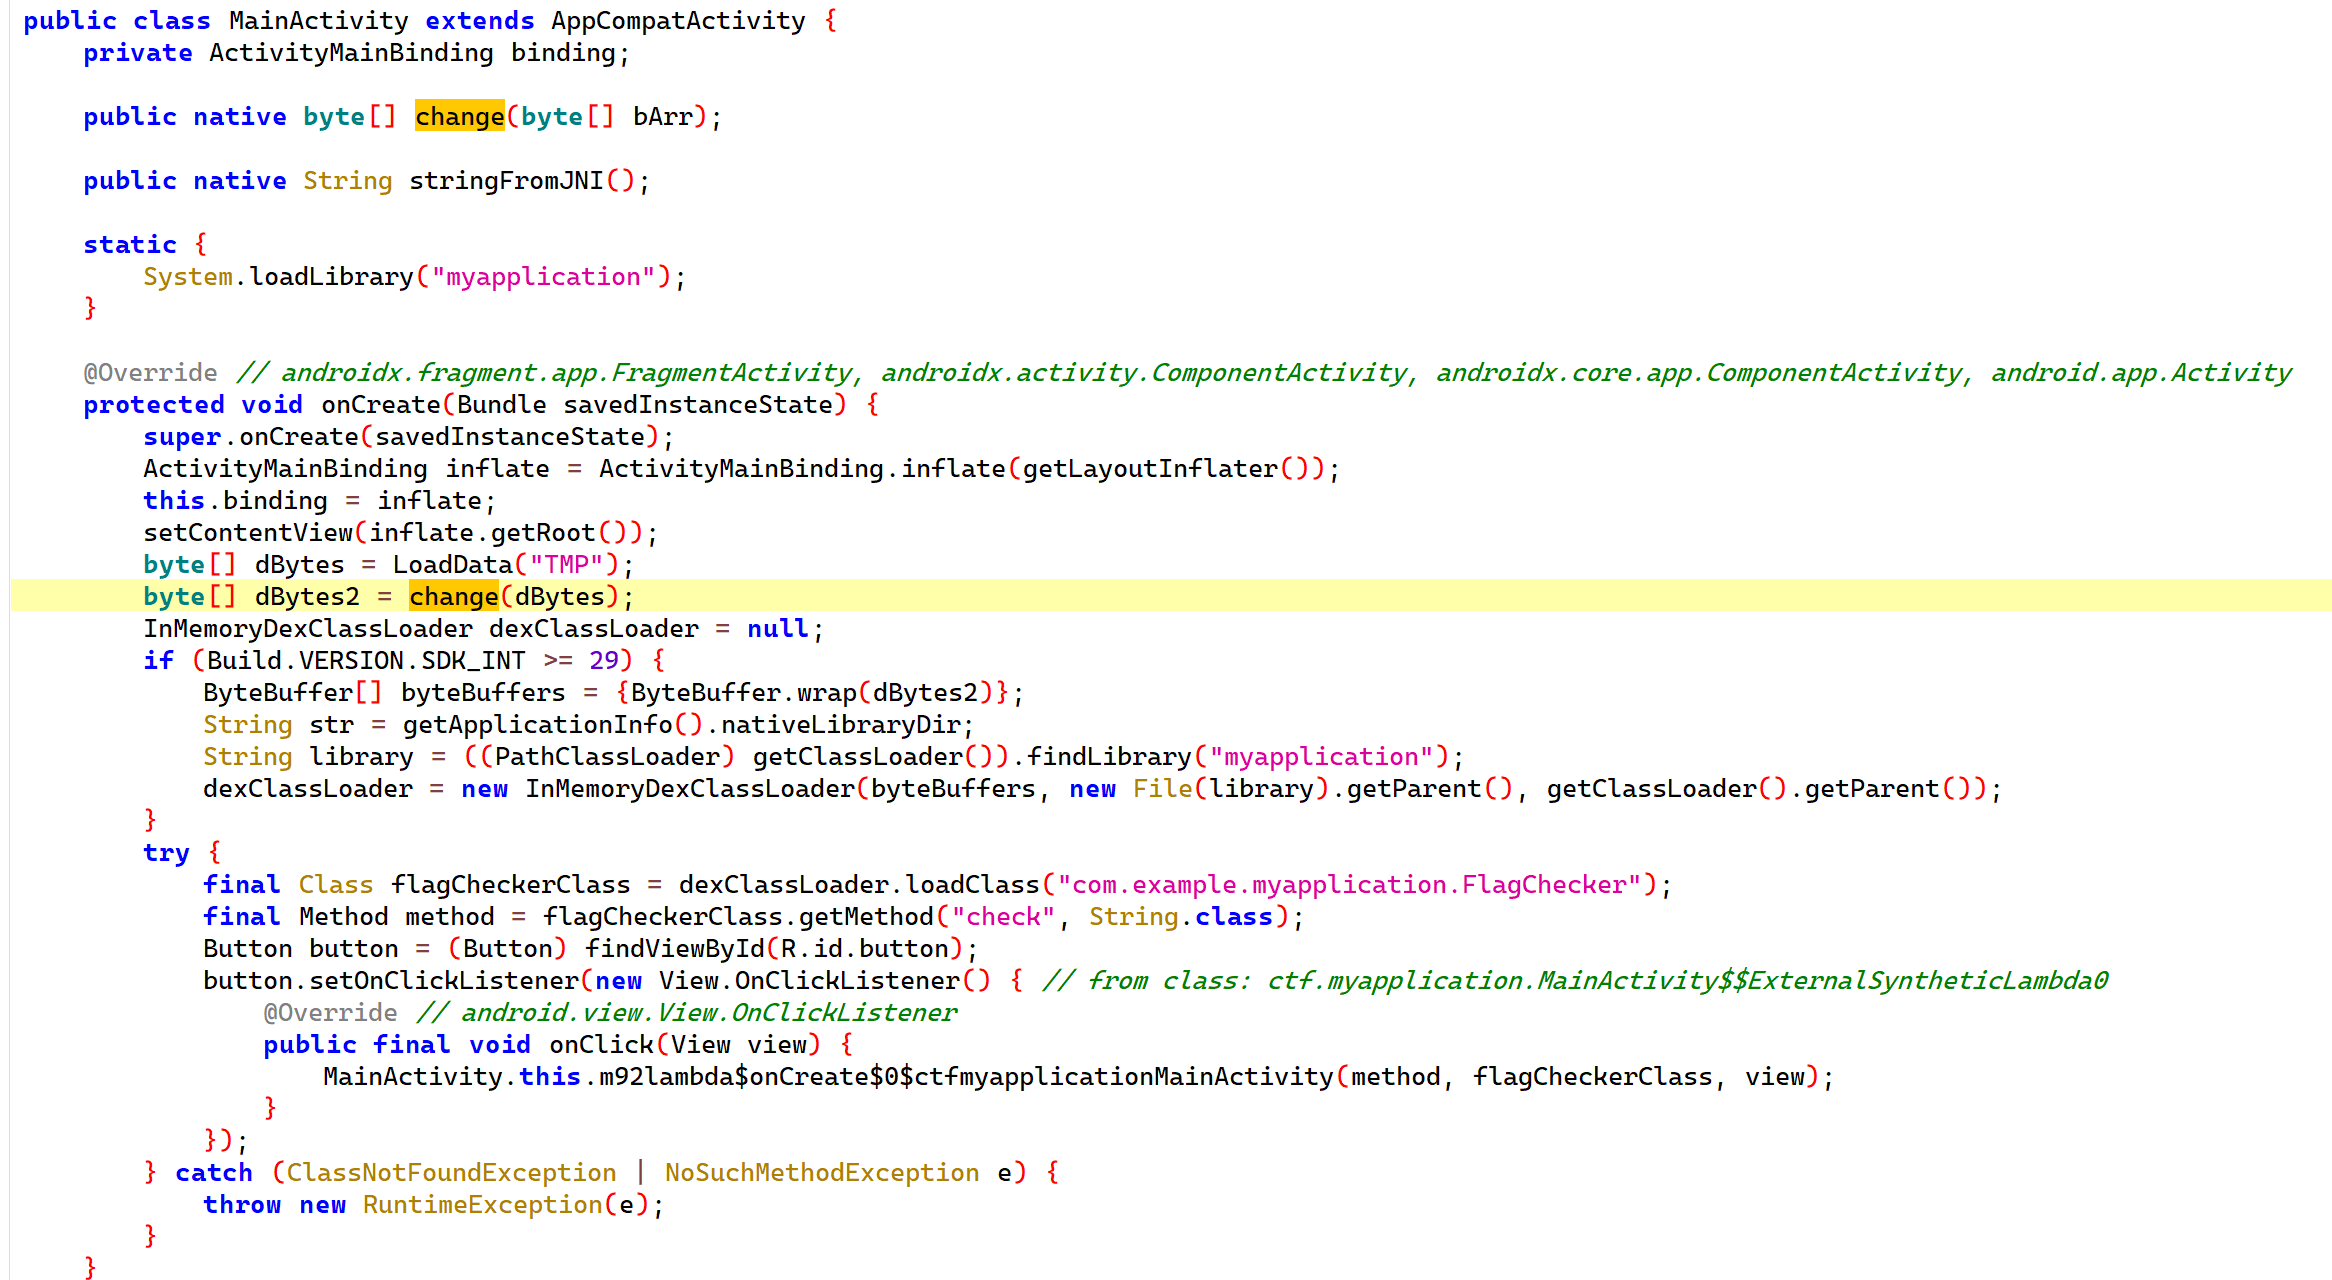 public class MainActivity extends AppCompatActivity {
    private ActivityMainBinding binding;

    public native byte[] change(byte[] bArr);

    public native String stringFromJNI();

    static {
        System.loadLibrary("myapplication");
    }

    @Override // androidx.fragment.app.FragmentActivity, androidx.activity.ComponentActivity, androidx.core.app.ComponentActivity, android.app.Activity
    protected void onCreate(Bundle savedInstanceState) {
        super.onCreate(savedInstanceState);
        ActivityMainBinding inflate = ActivityMainBinding.inflate(getLayoutInflater());
        this.binding = inflate;
        setContentView(inflate.getRoot());
        byte[] dBytes = LoadData("TMP");
        byte[] dBytes2 = change(dBytes);
        InMemoryDexClassLoader dexClassLoader = null;
        if (Build.VERSION.SDK_INT >= 29) {
            ByteBuffer[] byteBuffers = {ByteBuffer.wrap(dBytes2)};
            String str = getApplicationInfo().nativeLibraryDir;
            String library = ((PathClassLoader) getClassLoader()).findLibrary("myapplication");
            dexClassLoader = new InMemoryDexClassLoader(byteBuffers, new File(library).getParent(), getClassLoader().getParent());
        }
        try {
            final Class flagCheckerClass = dexClassLoader.loadClass("com.example.myapplication.FlagChecker");
            final Method method = flagCheckerClass.getMethod("check", String.class);
            Button button = (Button) findViewById(R.id.button);
            button.setOnClickListener(new View.OnClickListener() { // from class: ctf.myapplication.MainActivity$$ExternalSyntheticLambda0
                @Override // android.view.View.OnClickListener
                public final void onClick(View view) {
                    MainActivity.this.m92lambda$onCreate$0$ctfmyapplicationMainActivity(method, flagCheckerClass, view);
                }
            });
        } catch (ClassNotFoundException | NoSuchMethodException e) {
            throw new RuntimeException(e);
        }
    }